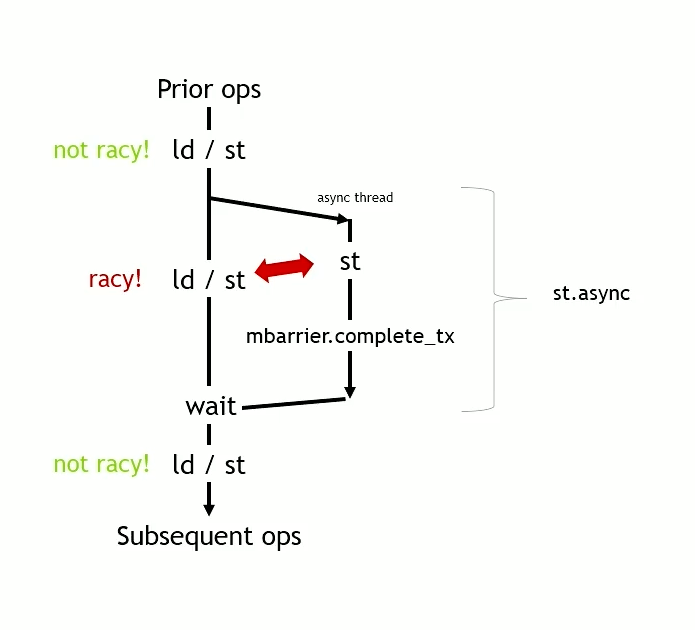 Prior ops
not racy! ld / st
async thread
racy! ld / st
st
st.async
mbarrier.complete_tx
wait
not racy! ld / st
Subsequent ops